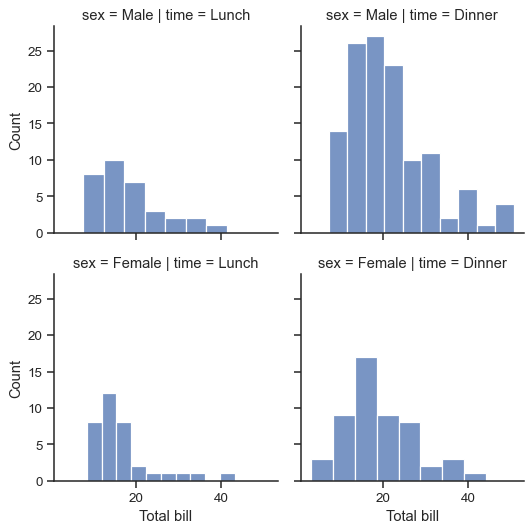 sex = Male | time = Lunch
sex = Male | time = Dinner
25
20
15
10
5
0
Count
sex = Female | time = Lunch
sex = Female | time = Dinner
25
20
15
10
5
0
Count
20
40
20
40
Total bill
Total bill